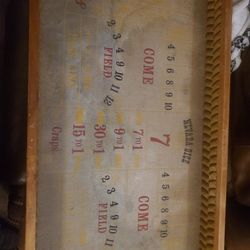 4 5 6 8 9 10
COME
2 3 4 9 10 11 12
FIELD
NEVADA CITY
7
7 to 1
9 to 1
30 to 1
15 to 1
Craps
4 5 6 8 9 10
COME
2 3 4 9 10 11
FIELD